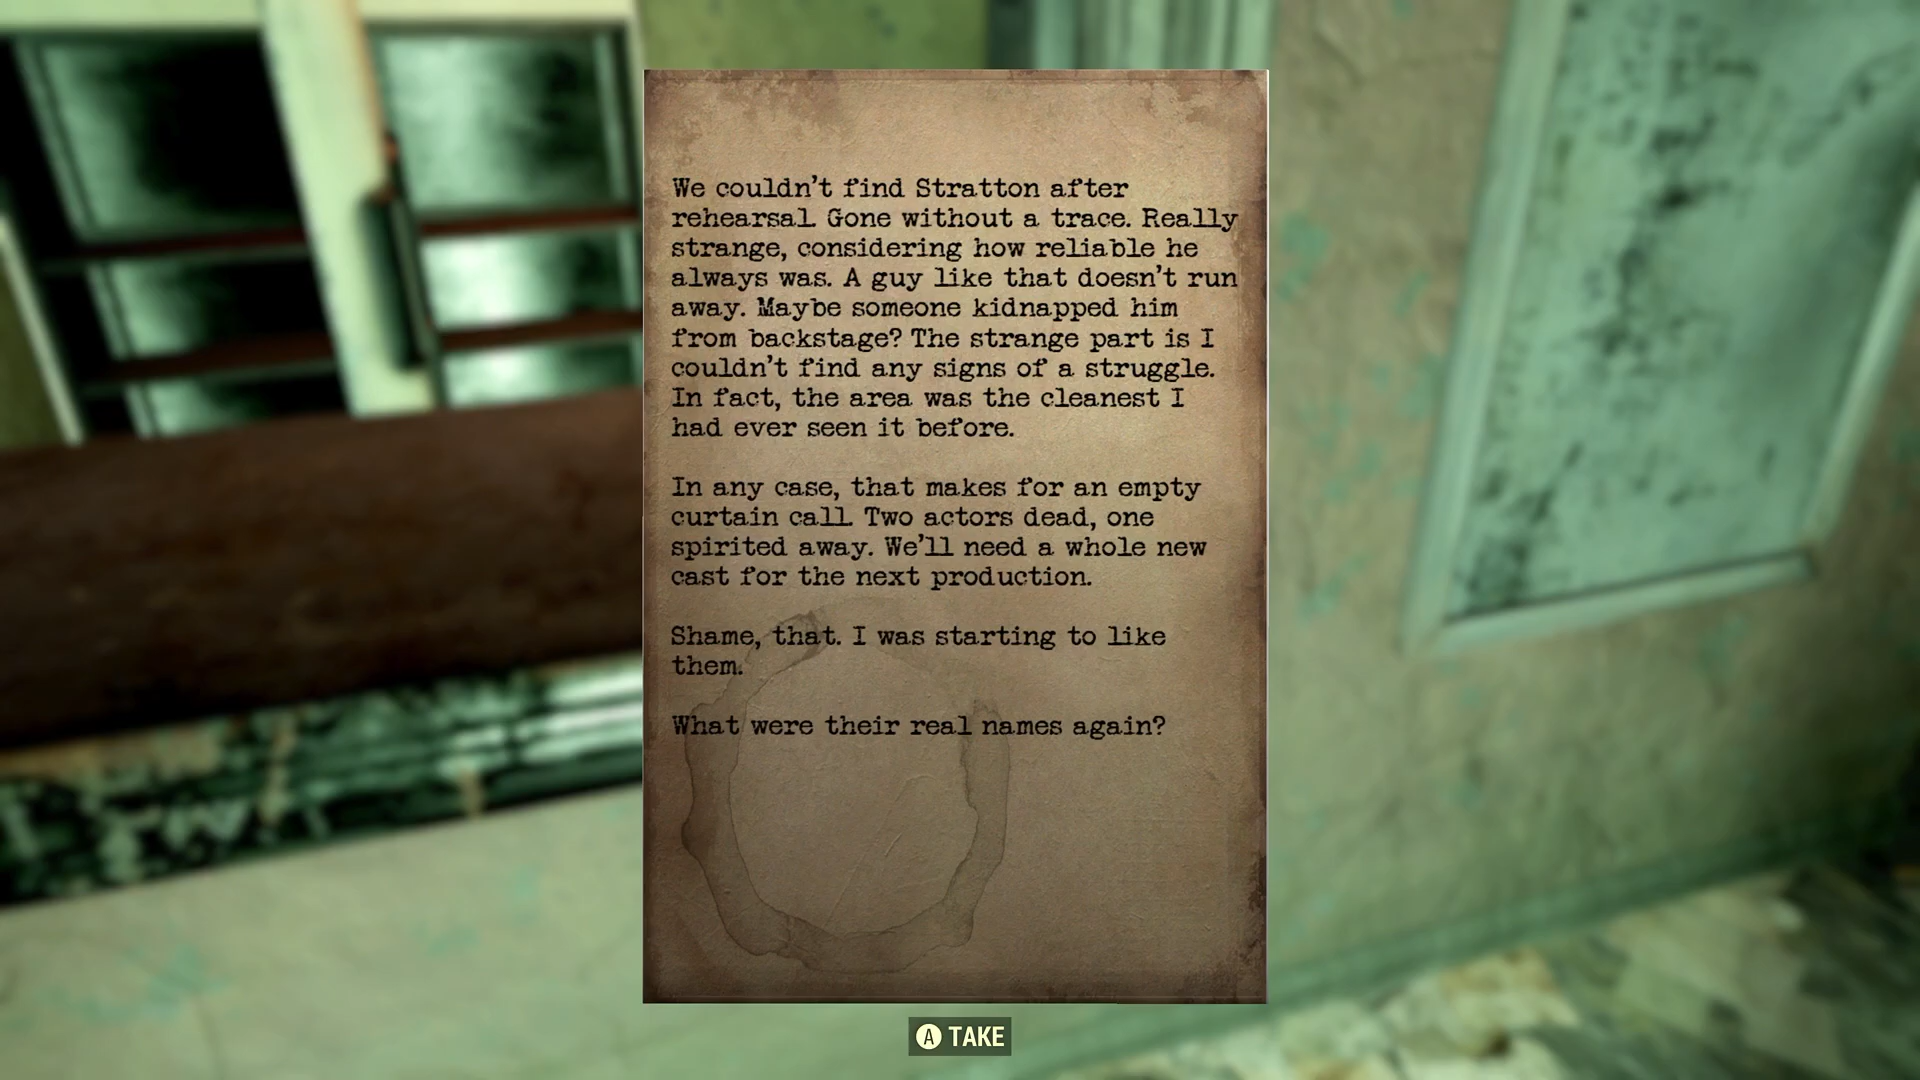 We couldn't find Stratton after
rehearsal. Gone without a trace. Really
strange, considering how reliable he
always was. A guy like that doesn't run
away. Maybe someone kidnapped him
from backstage? The strange part is I
couldn't find any signs of a struggle.
In fact, the area was the cleanest I
had ever seen it before.
In any case, that makes for an empty
curtain call. Two actors dead, one
spirited away. We'll need a whole new
cast for the next production.
Shame, that. I was starting to like
them.
What were their real names again?
A TAKE